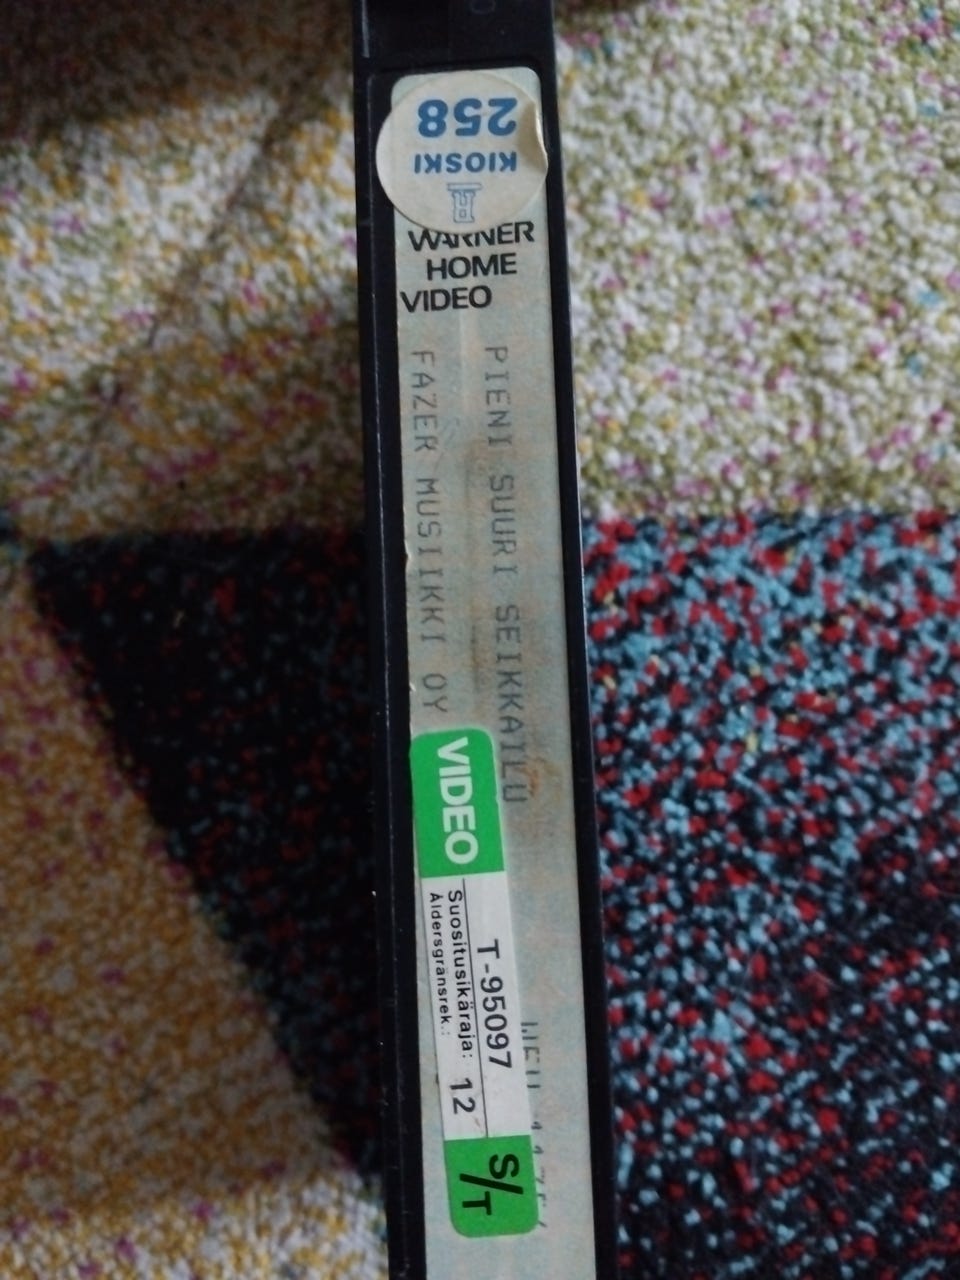 258
KIOSKI
R
WARNER
HOME
VIDEO
PIENI SUURI SEIKKAILU
FAZER MUSIIKKI OY
VIDEO
T-95097
Suositusikäraja: 12
Åldersgränsrek.:
S/T